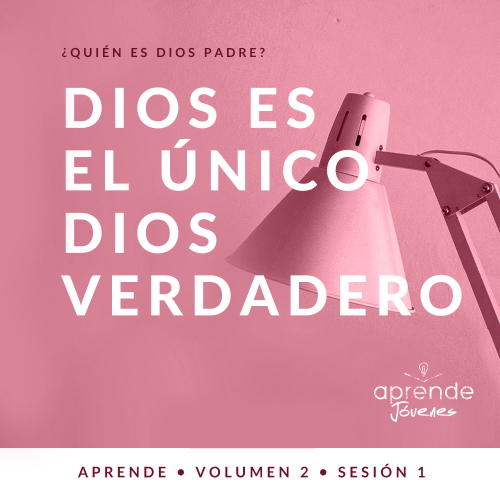 ¿QUIÉN ES DIOS PADRE?
DIOS ES
EL ÚNICO
DIOS
VERDADERO
aprende
Jóvenes
APRENDE • VOLUMEN 2 • SESIÓN 1